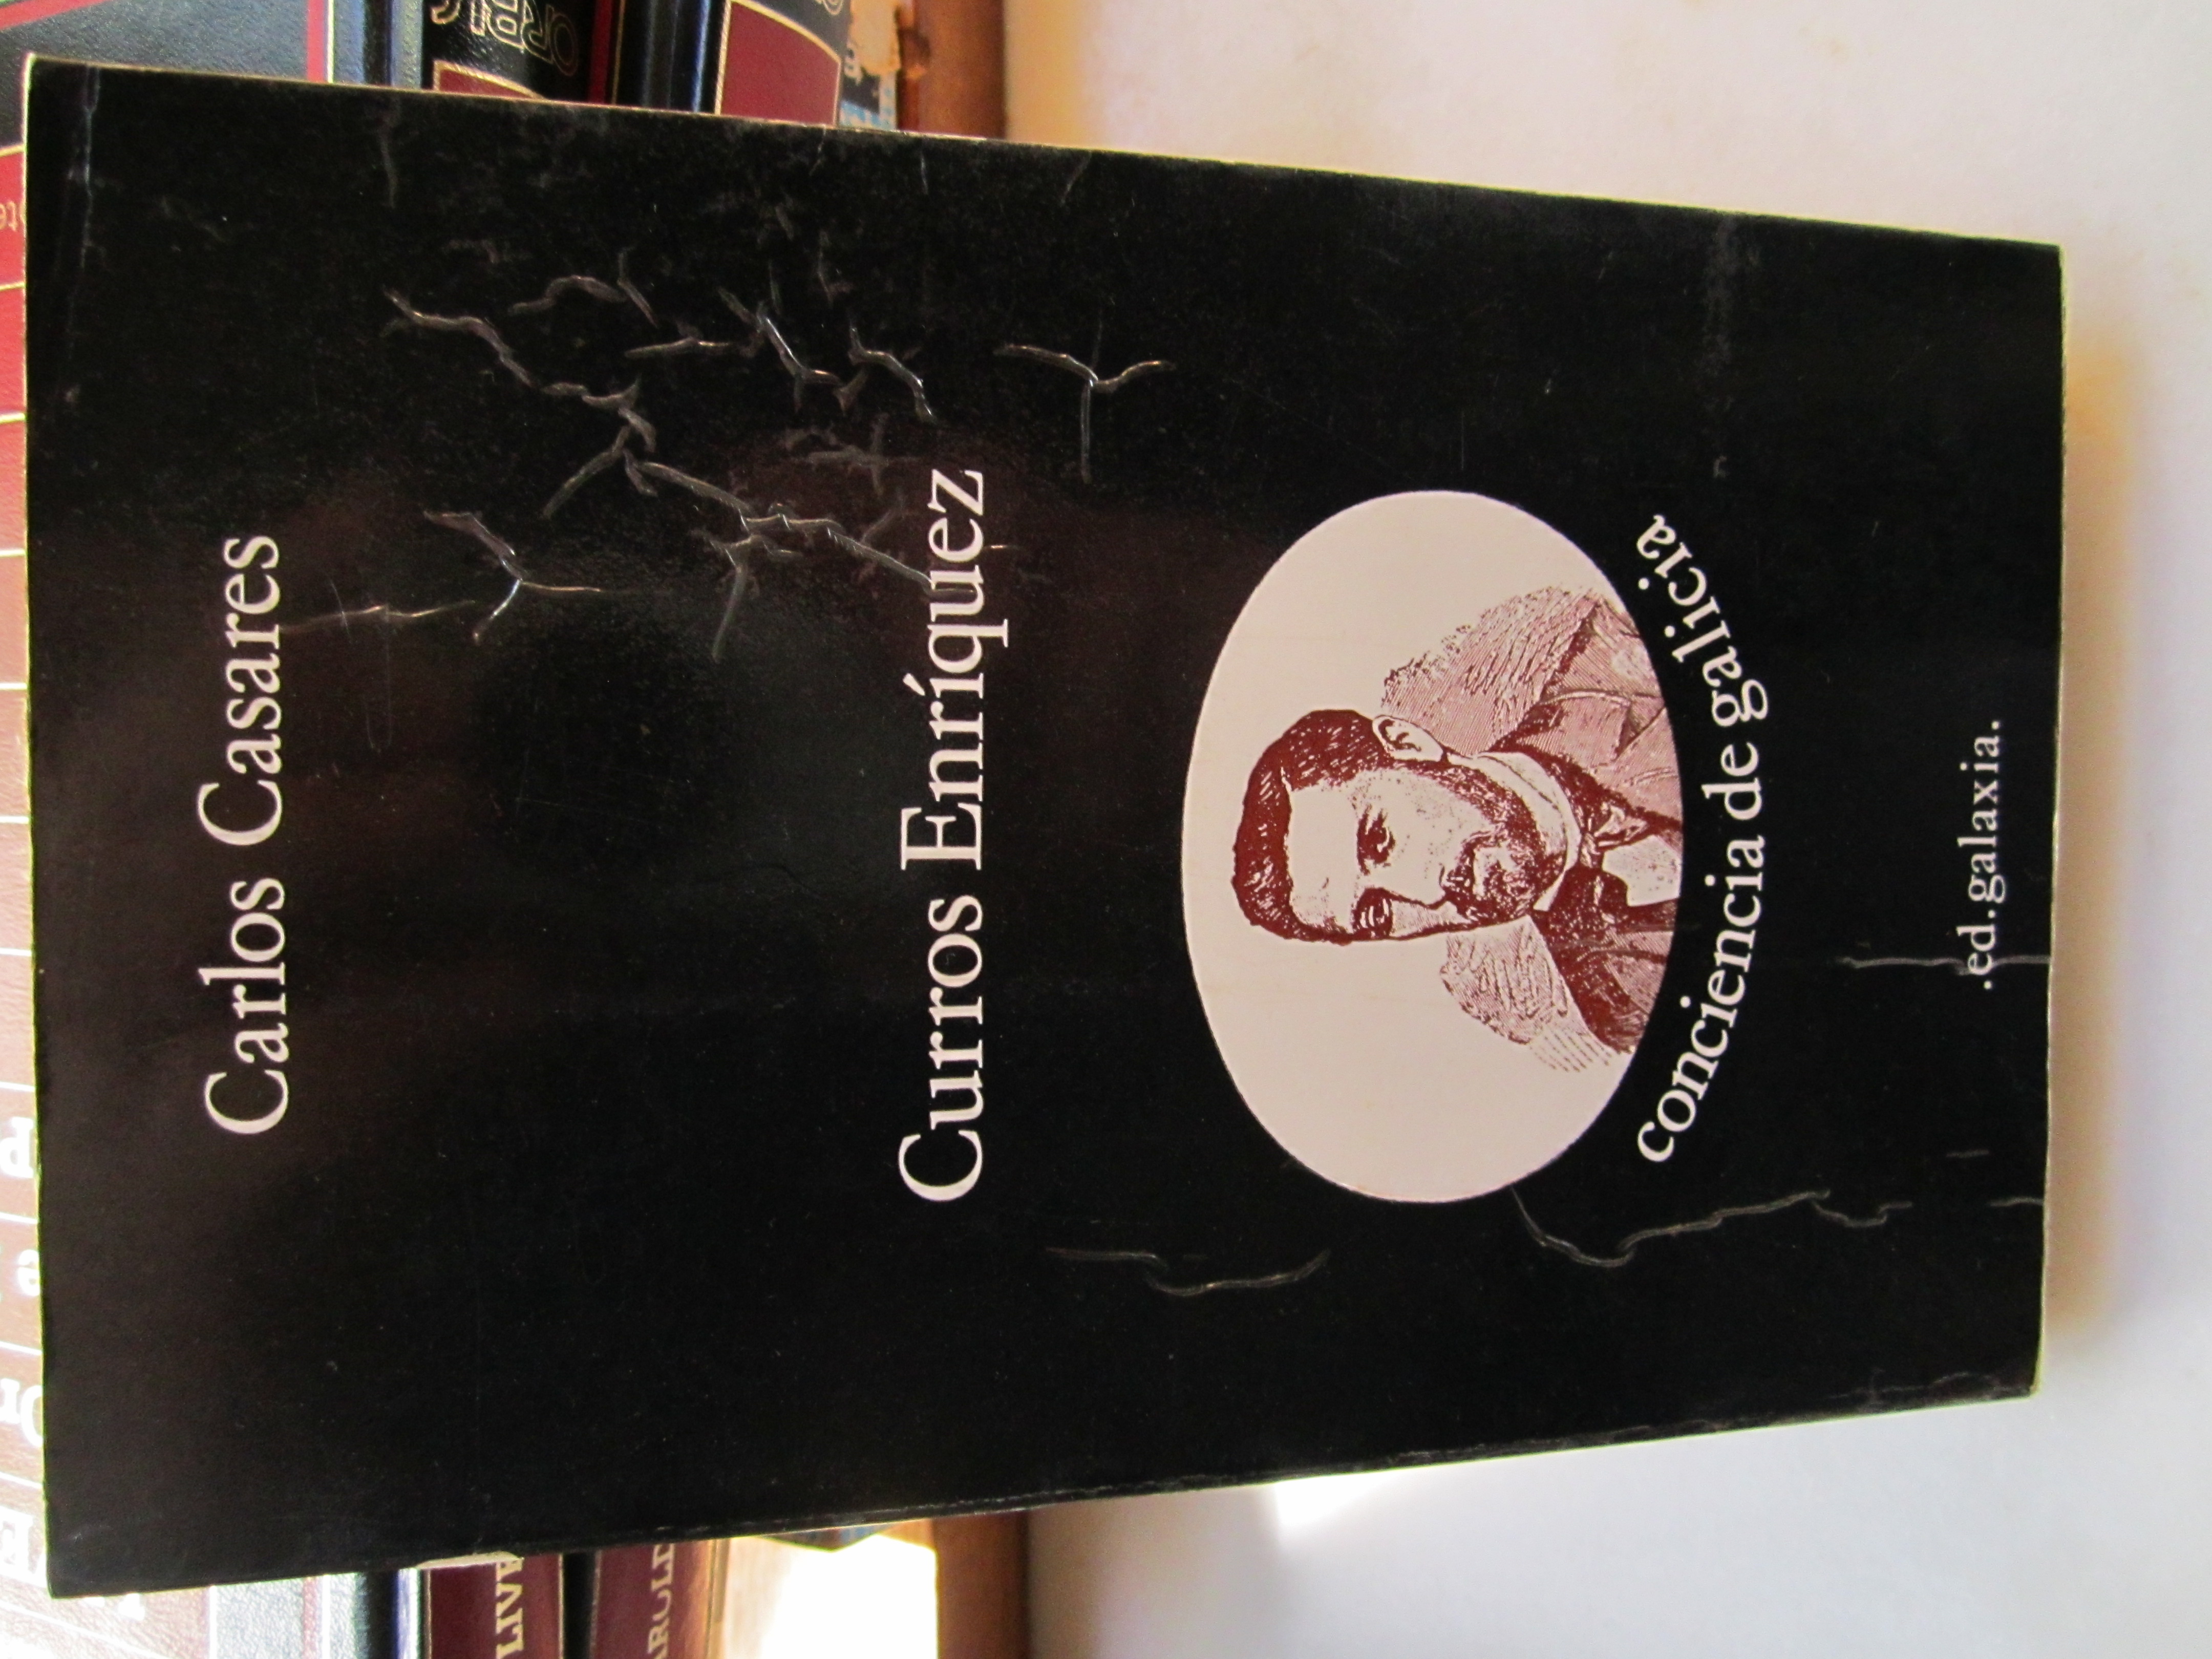 Carlos Casares
Curros Enríquez
conciencia de galicia
.ed.galaxia.